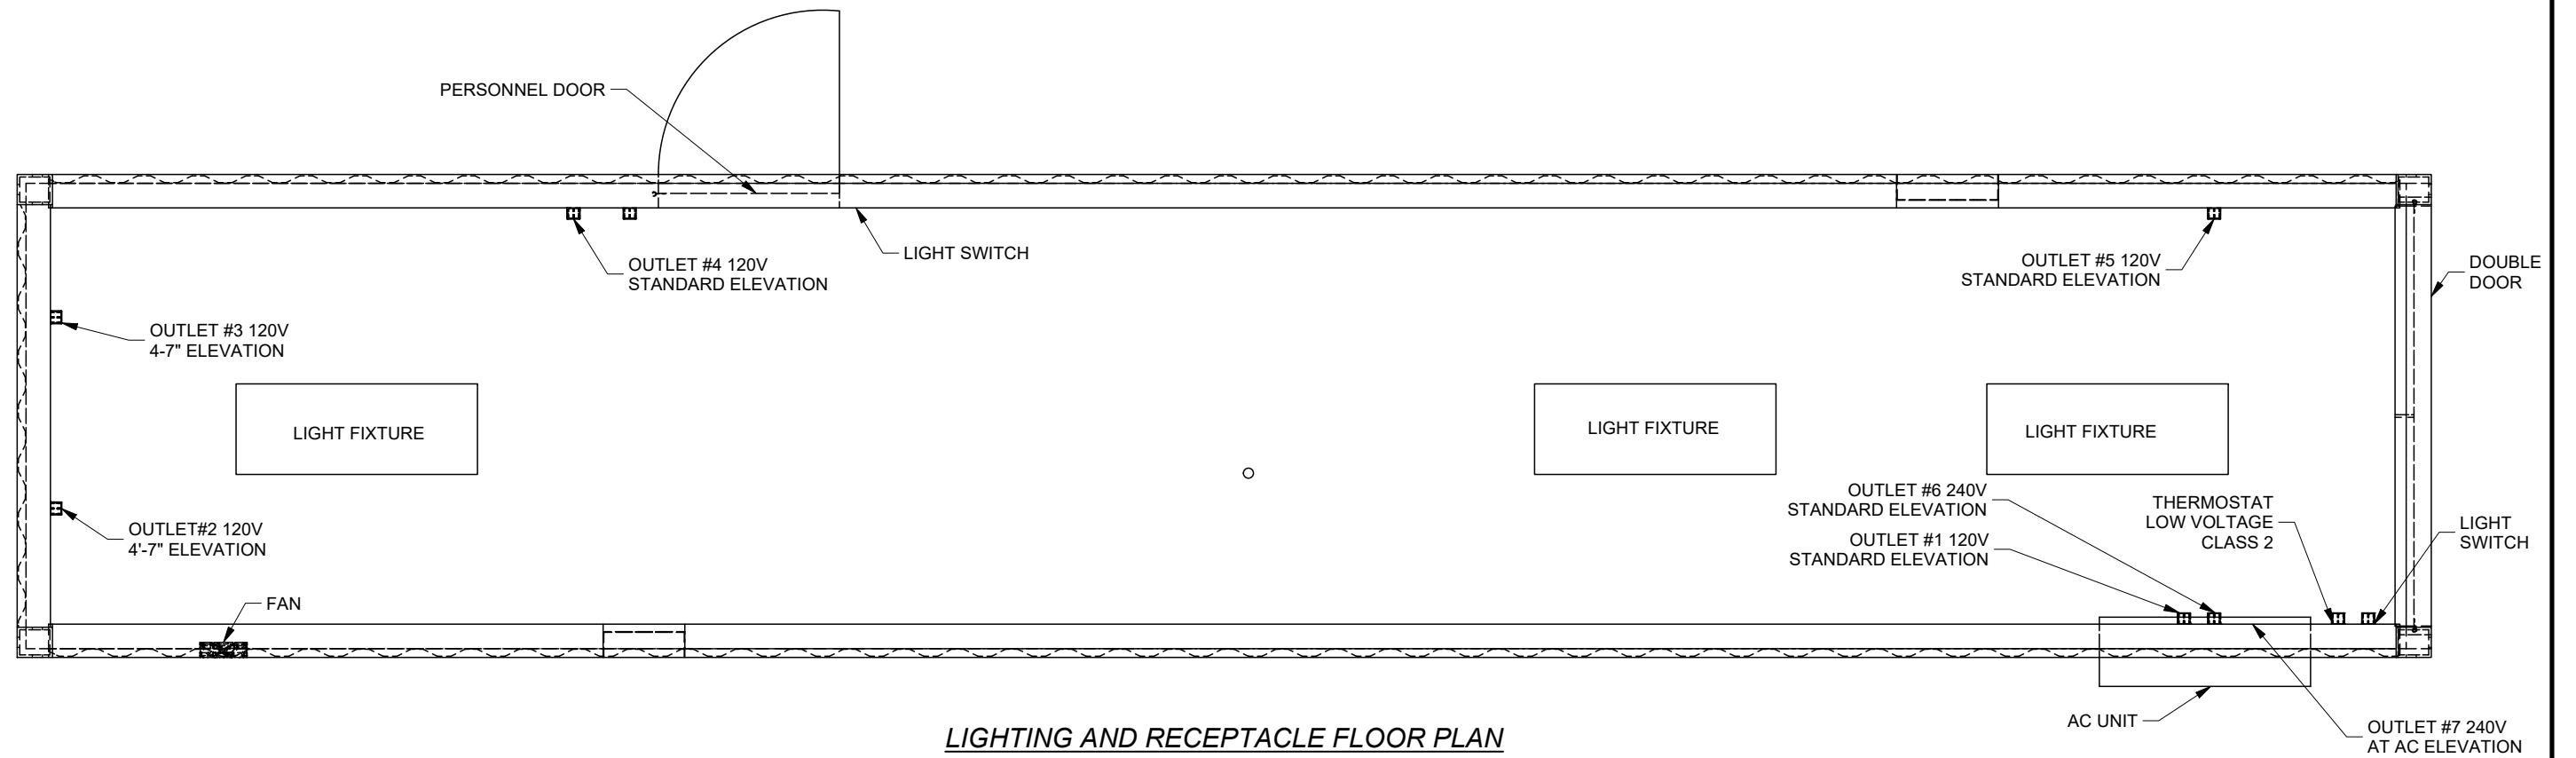 PERSONNEL DOOR
LIGHT SWITCH
OUTLET #4 120V
STANDARD ELEVATION
OUTLET #5 120V
STANDARD ELEVATION
DOUBLE
DOOR
OUTLET #3 120V
4-7" ELEVATION
LIGHT FIXTURE
LIGHT FIXTURE
LIGHT FIXTURE
OUTLET#2 120V
4'-7" ELEVATION
OUTLET #6 240V
STANDARD ELEVATION
OUTLET #1 120V
STANDARD ELEVATION
THERMOSTAT
LOW VOLTAGE
CLASS 2
LIGHT
SWITCH
FAN
AC UNIT
OUTLET #7 240V
AT AC ELEVATION
LIGHTING AND RECEPTACLE FLOOR PLAN